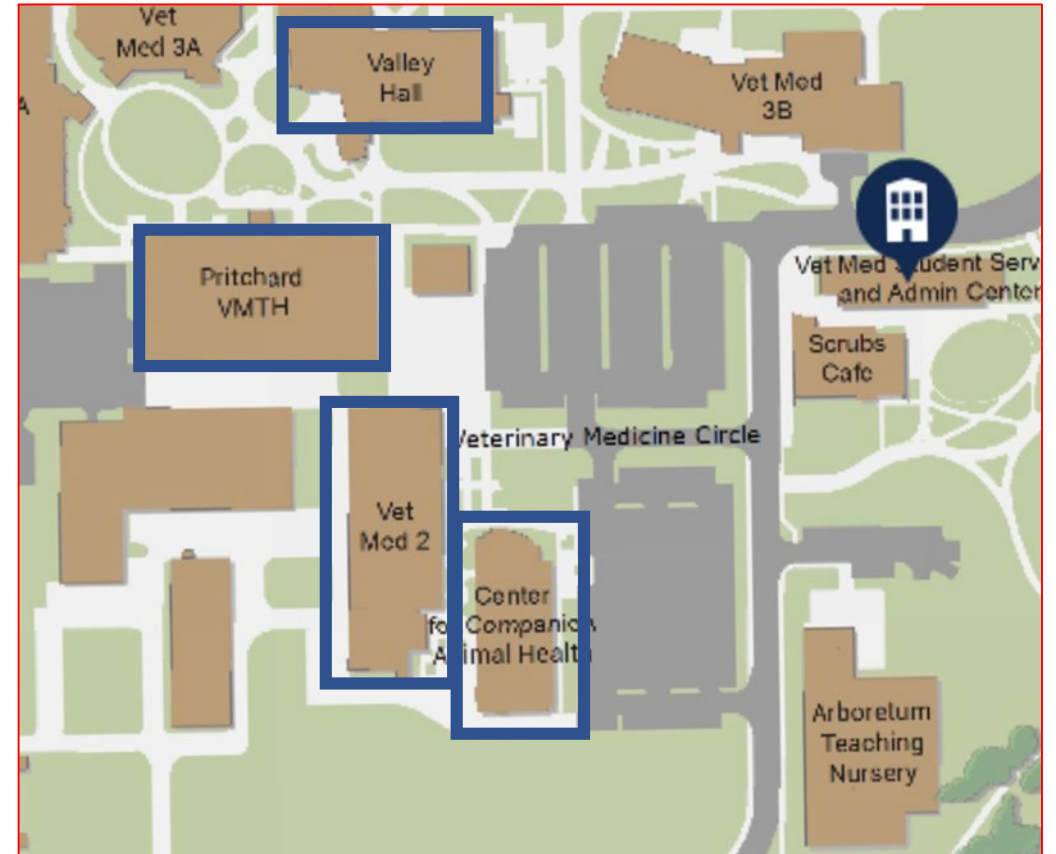 Vet
Med 3A
Valley
Hall
Vet Med
3B
A
Pritchard
VMTH
Vet Med Student Serv
and Admin Center
Scrubs
Cafe
Veterinary Medicine Circle
Vet
Med 2
Center
for Companion
Animal Health
Arboretum
Teaching
Nursery